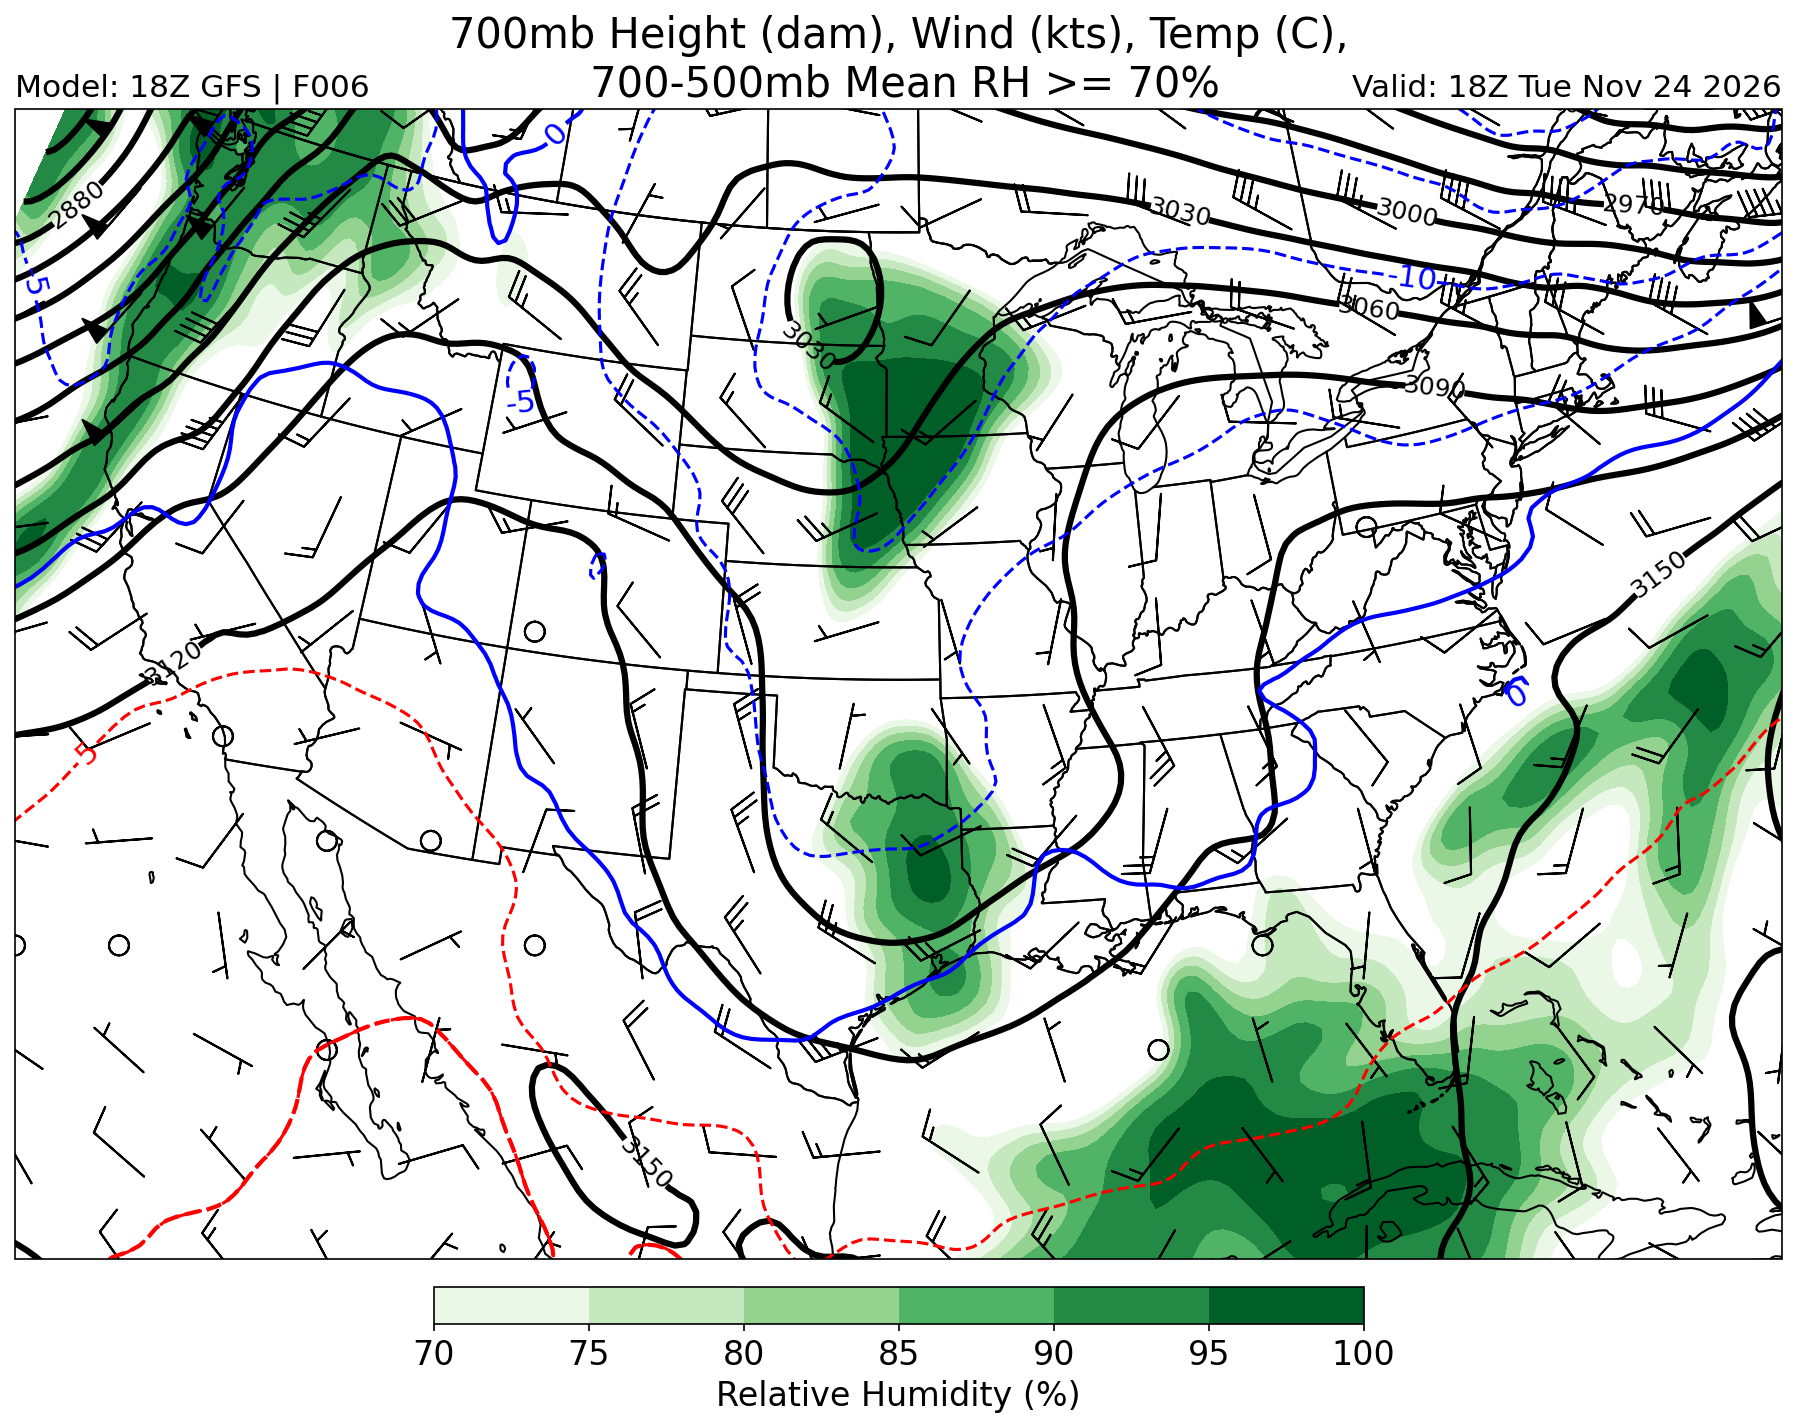 700mb Height (dam), Wind (kts), Temp (C),
700-500mb Mean RH >= 70%
Model: 18Z GFS | F006
Valid: 18Z Tue Nov 24 2026
0
2880
3030
3000
2970
-5
-10
3060
3030
3090
-5
3150
3120
0
5
3150
70 75 80 85 90 95 100
Relative Humidity (%)